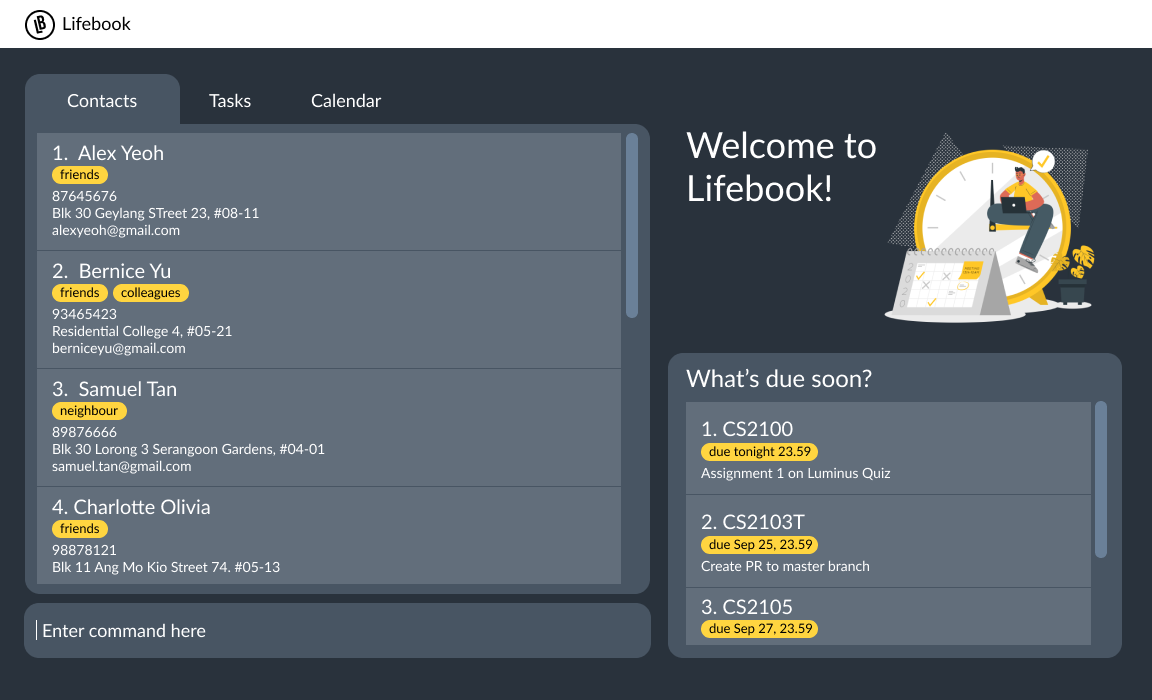 LB Lifebook
Contacts Tasks Calendar
1. Alex Yeoh
friends
87645676
Blk 30 Geylang STreet 23, #08-11
alexyeoh@gmail.com
2. Bernice Yu
friends colleagues
93465423
Residential College 4, #05-21
berniceyu@gmail.com
3. Samuel Tan
neighbour
89876666
Blk 30 Lorong 3 Serangoon Gardens, #04-01
samuel.tan@gmail.com
4. Charlotte Olivia
friends
98878121
Blk 11 Ang Mo Kio Street 74. #05-13
Enter command here
Welcome to
Lifebook!
What’s due soon?
1. CS2100
due tonight 23.59
Assignment 1 on Luminus Quiz
2. CS2103T
due Sep 25, 23.59
Create PR to master branch
3. CS2105
due Sep 27, 23.59